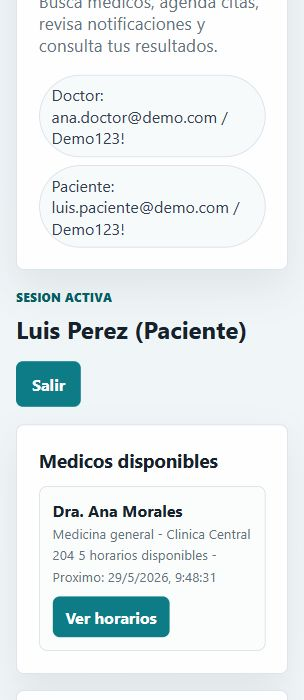 Busca medicos, agenda citas,
revisa notificaciones y
consulta tus resultados.
Doctor:
ana.doctor@demo.com /
Demo123!
Paciente:
luis.paciente@demo.com /
Demo123!
SESION ACTIVA
Luis Perez (Paciente)
Salir
Medicos disponibles
Dra. Ana Morales
Medicina general - Clinica Central
204 5 horarios disponibles -
Proximo: 29/5/2026, 9:48:31
Ver horarios